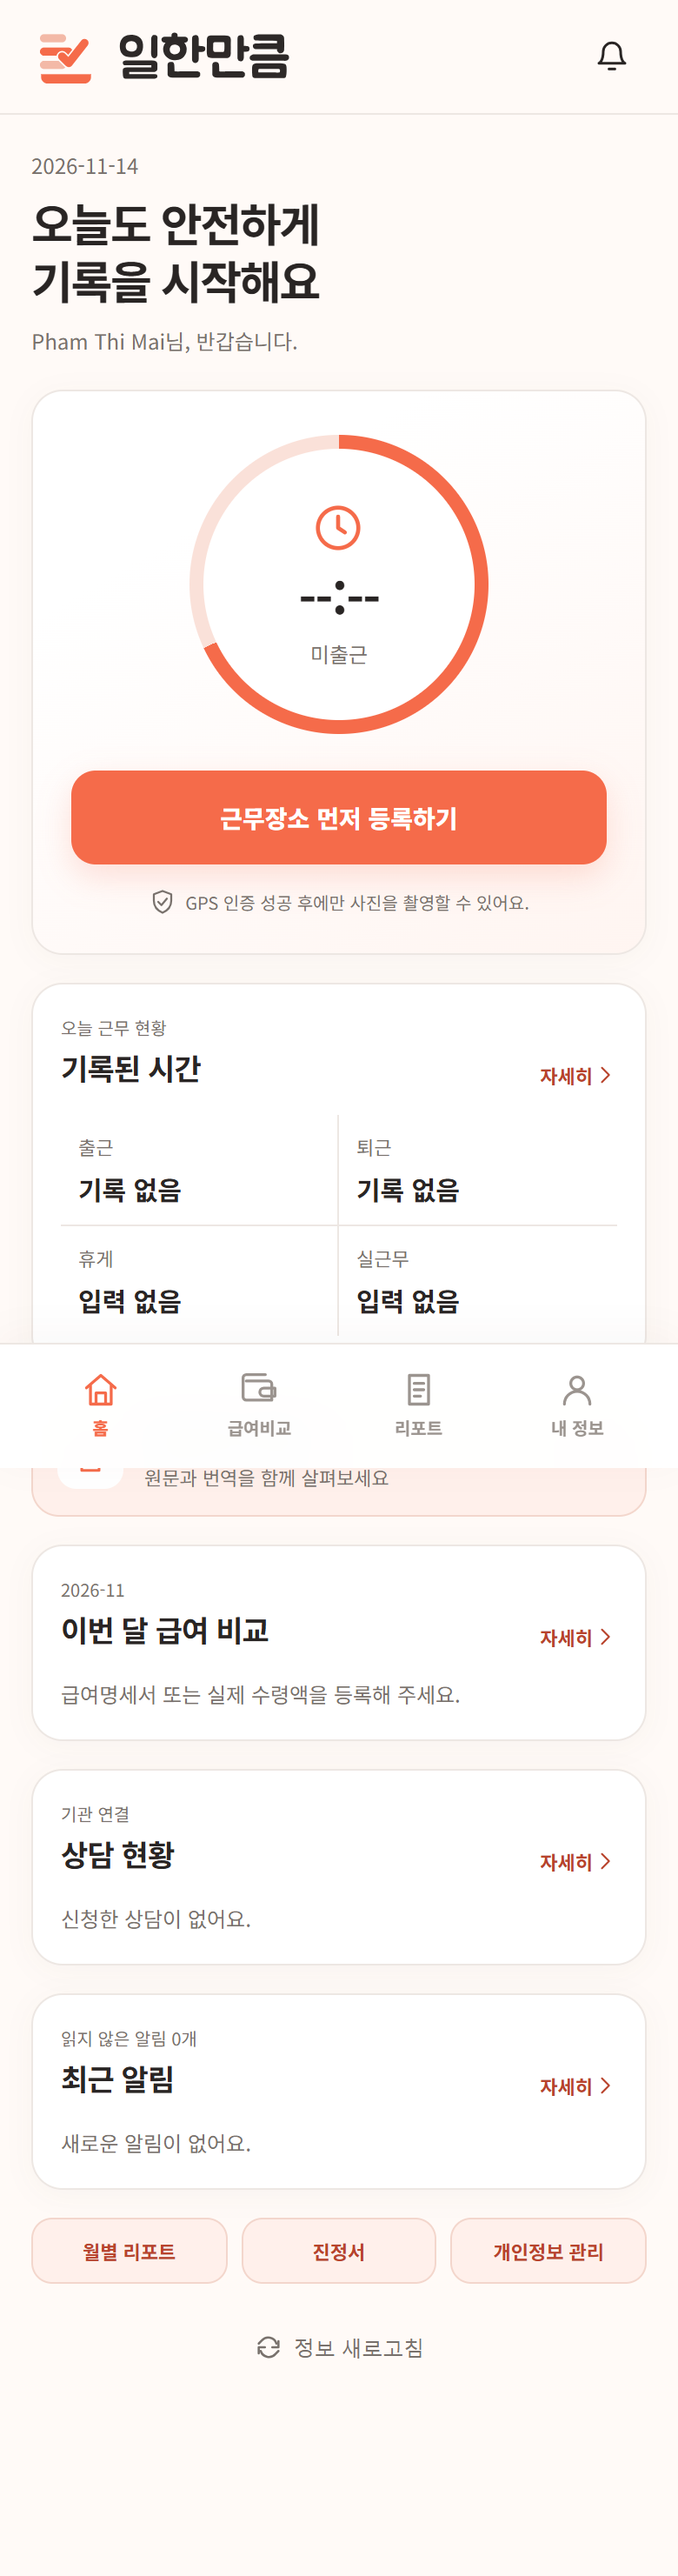 일한만큼
2026-11-14
오늘도 안전하게
기록을 시작해요
Pham Thi Mai님, 반갑습니다.
--:--
미출근
근무장소 먼저 등록하기
GPS 인증 성공 후에만 사진을 촬영할 수 있어요.
오늘 근무 현황
기록된 시간
자세히
출근
기록 없음
퇴근
기록 없음
휴게
입력 없음
실근무
입력 없음
홈
급여비교
리포트
내 정보
원문과 번역을 함께 살펴보세요
2026-11
이번 달 급여 비교
자세히
급여명세서 또는 실제 수령액을 등록해 주세요.
기관 연결
상담 현황
자세히
신청한 상담이 없어요.
읽지 않은 알림 0개
최근 알림
자세히
새로운 알림이 없어요.
월별 리포트
진정서
개인정보 관리
정보 새로고침